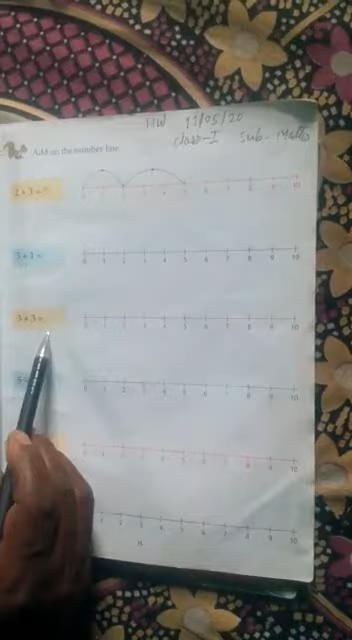 HW 11/05/20
Class-I Sub-Maths
Add on the number line.
2 + 3 =
0 1 2 3 4 5 6 7 8 9 10
3 + 1 =
0 1 2 3 4 5 6 7 8 9 10
3 + 3 =
0 1 2 3 4 5 6 7 8 9 10
5
0 1 2 3 4 5 6 7 8 9 10
0 1 2 3 4 5 6 7 8 9 10
1 2 3 4 5 6 7 8 9 10